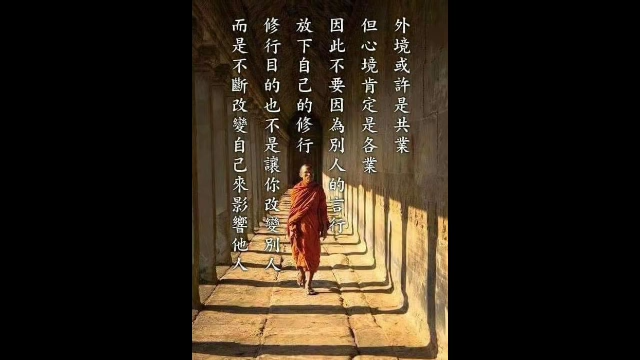 外境或許是共業
但心境肯定是各業
因此不要因為別人的言行
放下自己的修行
修行目的也不是讓你改變別人
而是不斷改變自己來影響他人